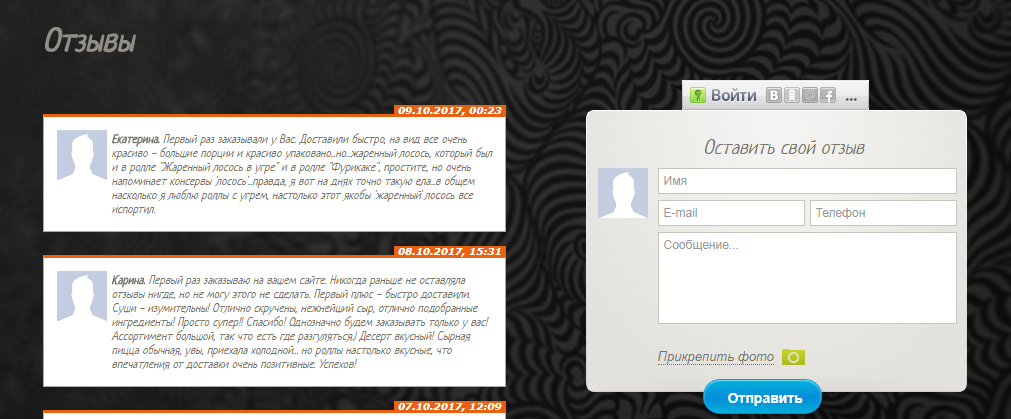 Отзывы
09.10.2017, 00:23
Екатерина. Первый раз заказывали у Вас. Доставили быстро, на вид все очень
красиво - большие порции и красиво упаковано...но...жаренный лосось, который был
и в ролле "Жаренный лосось в угре" и в ролле "Фурикаке", простите, но очень
напоминает консервы 'лосось'...правда, я вот на днях точно такую ела...в общем
насколько я люблю роллы с угрем, настолько этот якобы 'жаренный' лосось все
испортил.
08.10.2017, 15:31
Карина. Первый раз заказываю на вашем сайте. Никогда раньше не оставляла
отзывы нигде, но не могу этого не сделать. Первый плюс - быстро доставили.
Суши - изумительны! Отлично скручены, нежнейший сыр, отлично подобранные
ингредиенты! Просто супер!! Спасибо! Однозначно будем заказывать только у вас!
Ассортимент большой, так что есть где разгуляться;) Десерт вкусный! Сырная
пицца обычная, увы, приехала холодной... но роллы настолько вкусные, что
впечатления от доставки очень позитивные. Успехов!
07.10.2017, 12:09
Войти ...
Оставить свой отзыв
Имя
E-mail Телефон
Сообщение...
Прикрепить фото
Отправить